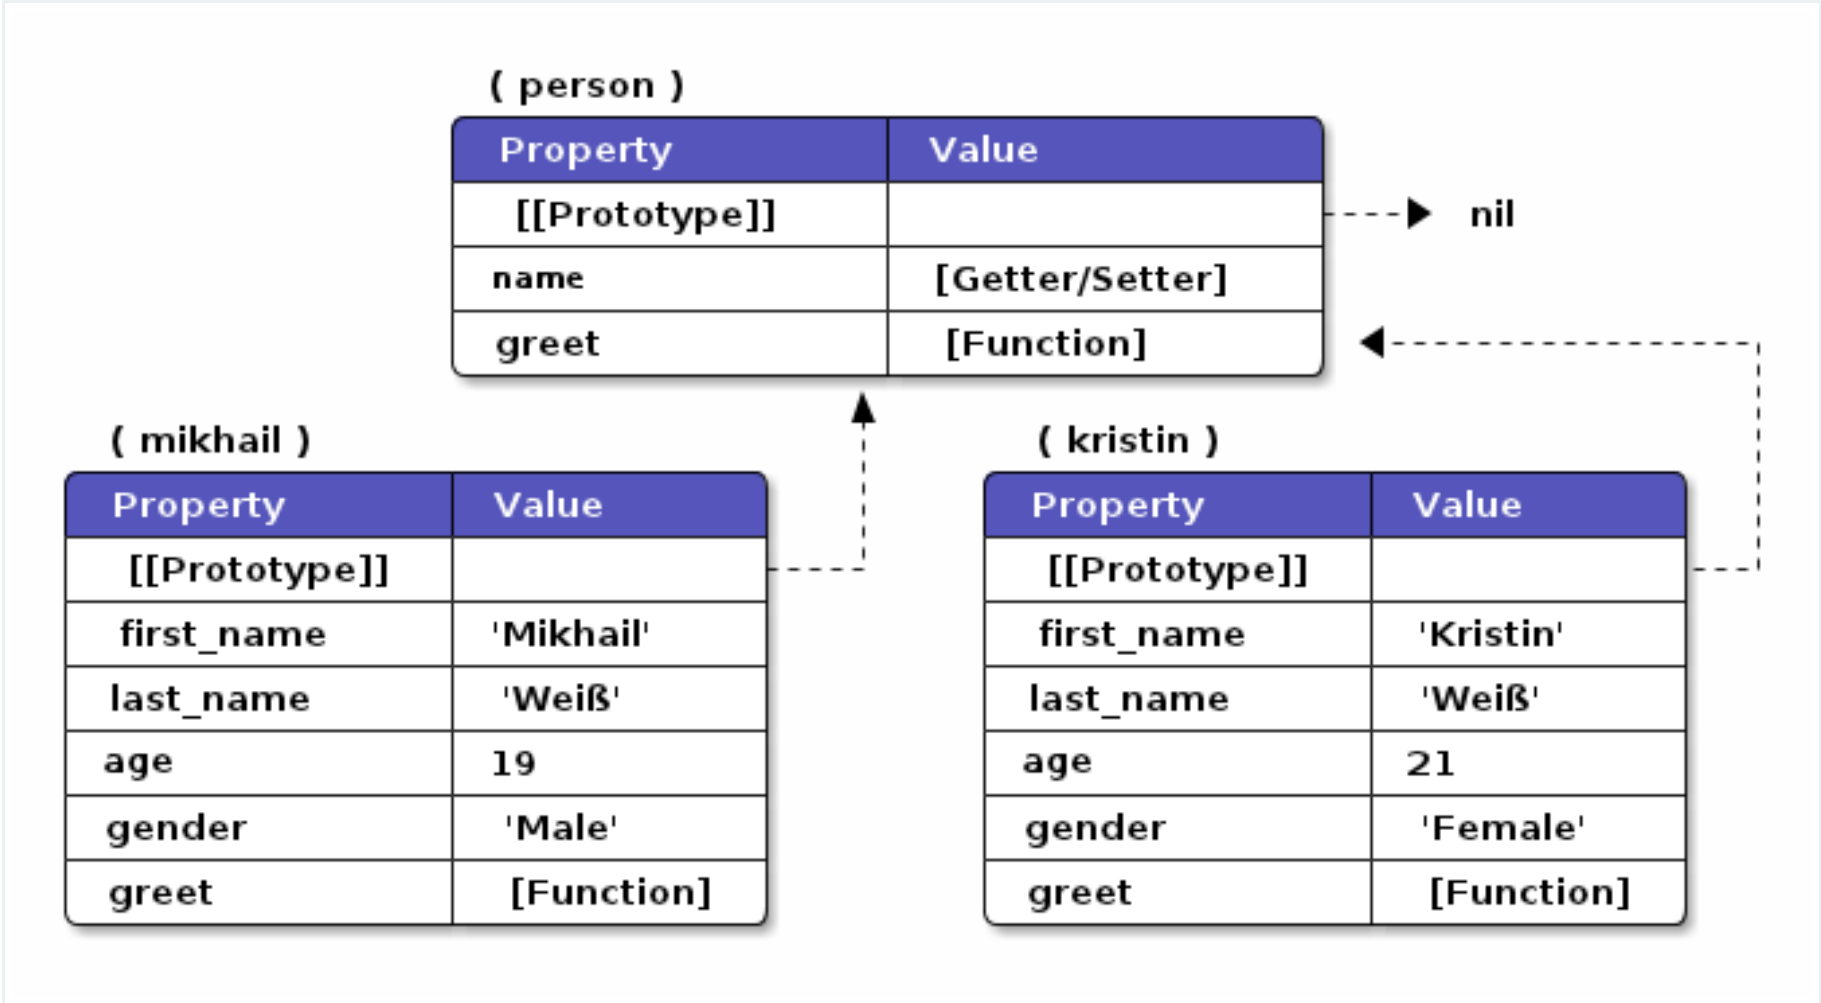 ( person )
Property Value
[[Prototype]] nil
name [Getter/Setter]
greet [Function]
( mikhail )
Property Value
[[Prototype]]
first_name 'Mikhail'
last_name 'Weiß'
age 19
gender 'Male'
greet [Function]
( kristin )
Property Value
[[Prototype]]
first_name 'Kristin'
last_name 'Weiß'
age 21
gender 'Female'
greet [Function]